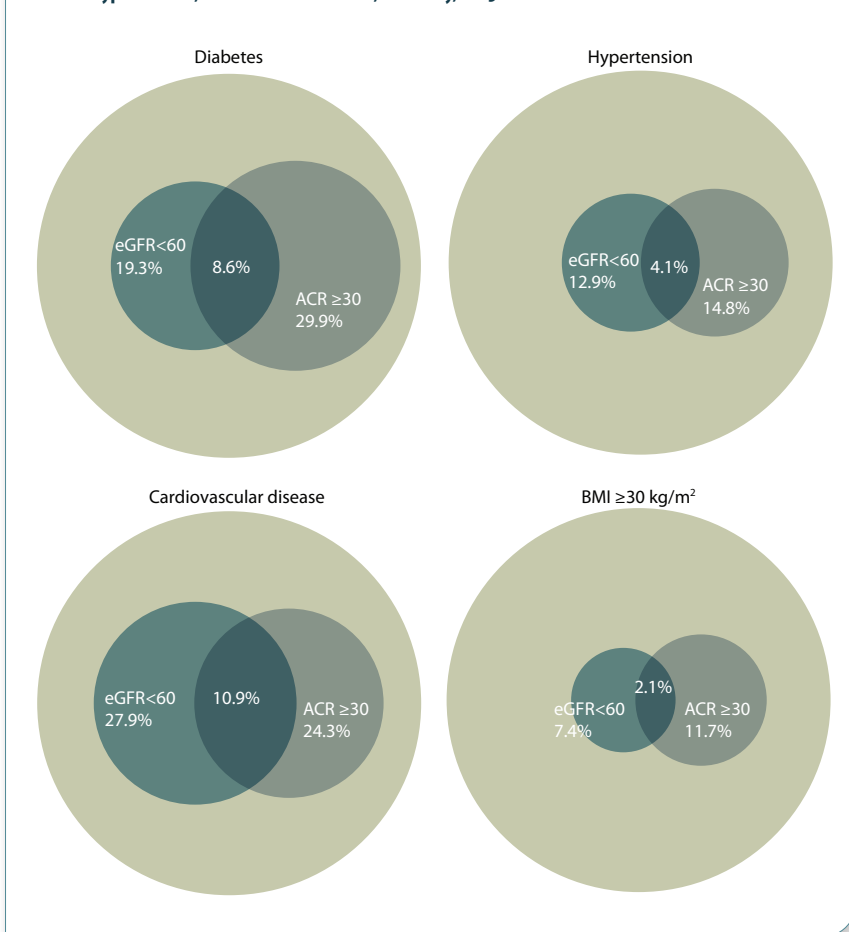 Diabetes
eGFR<60
19.3%
8.6%
ACR ≥30
29.9%
Hypertension
eGFR<60
12.9%
4.1%
ACR ≥30
14.8%
Cardiovascular disease
eGFR<60
27.9%
10.9%
ACR ≥30
24.3%
BMI ≥30 kg/m²
eGFR<60
7.4%
2.1%
ACR ≥30
11.7%